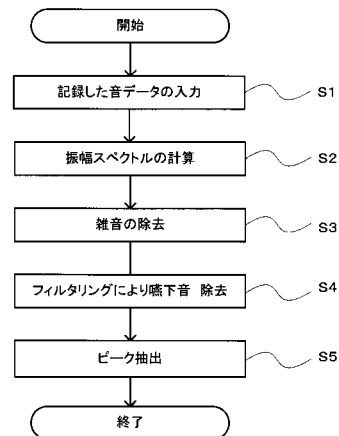 開始
記録した音データの入力
S1
振幅スペクトルの計算
S2
雑音の除去
S3
フィルタリングにより嚥下音 除去
S4
ピーク抽出
S5
終了